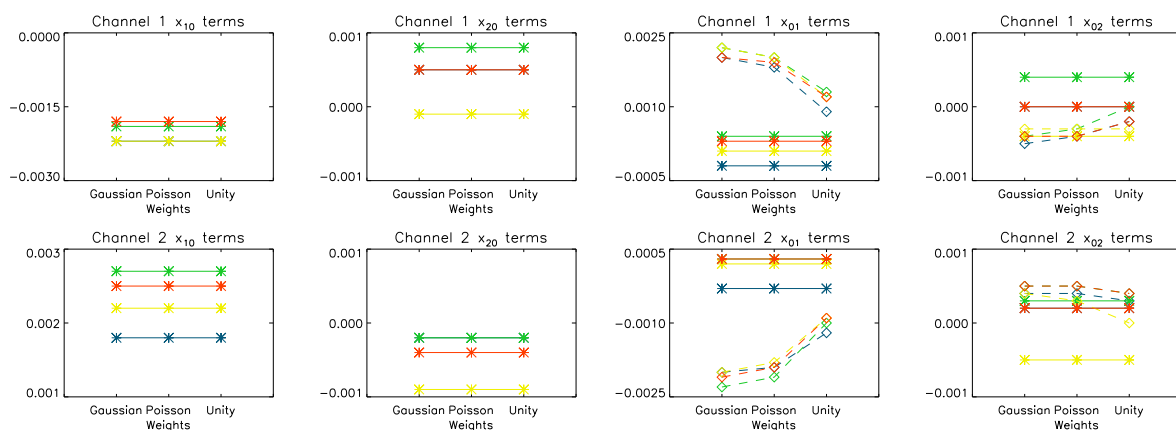 Channel 1 x10 terms
0.0000
-0.0015
-0.0030
Gaussian Poisson Unity
Weights
Channel 1 x20 terms
0.001
0.000
-0.001
Gaussian Poisson Unity
Weights
Channel 1 x01 terms
0.0025
0.0010
-0.0005
Gaussian Poisson Unity
Weights
Channel 1 x02 terms
0.001
0.000
-0.001
Gaussian Poisson Unity
Weights
Channel 2 x10 terms
0.003
0.002
0.001
Gaussian Poisson Unity
Weights
Channel 2 x20 terms
0.001
0.000
-0.001
Gaussian Poisson Unity
Weights
Channel 2 x01 terms
0.0005
-0.0010
-0.0025
Gaussian Poisson Unity
Weights
Channel 2 x02 terms
0.001
0.000
-0.001
Gaussian Poisson Unity
Weights